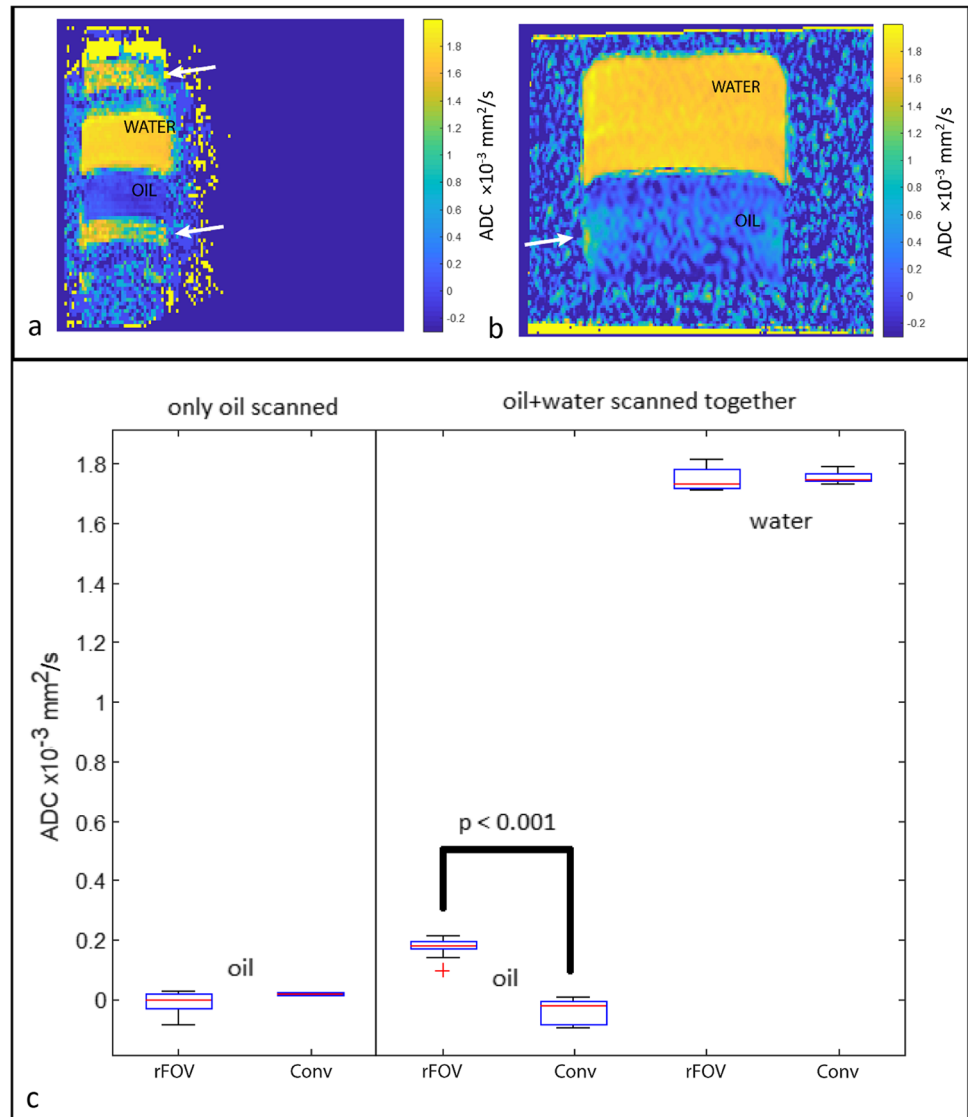 WATER
OIL
1.8
1.6
1.4
1.2
1
0.8
0.6
0.4
0.2
0
-0.2
ADC ×10⁻³ mm²/s
a
WATER
OIL
1.8
1.6
1.4
1.2
1
0.8
0.6
0.4
0.2
0
-0.2
ADC ×10⁻³ mm²/s
b
only oil scanned
oil+water scanned together
1.8
1.6
1.4
1.2
1
0.8
0.6
0.4
0.2
0
ADC x10⁻³ mm²/s
water
p < 0.001
oil
oil
rFOV Conv rFOV Conv rFOV Conv
c